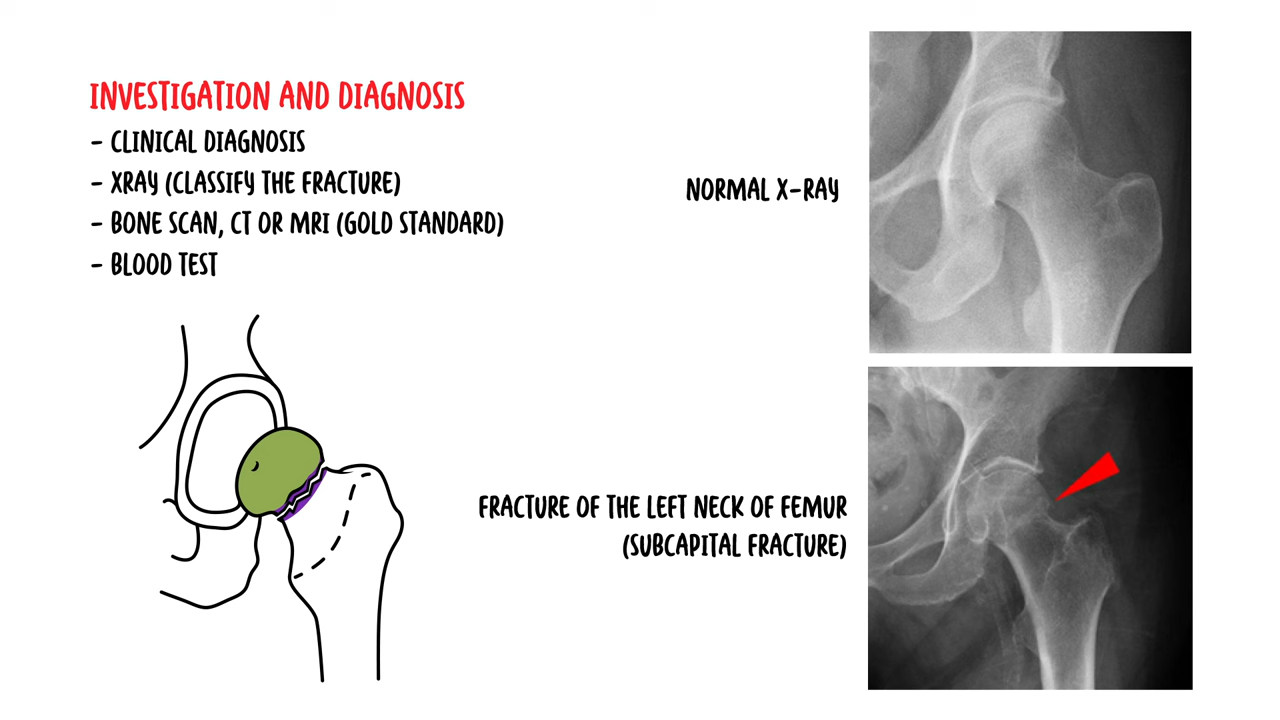 INVESTIGATION AND DIAGNOSIS
- CLINICAL DIAGNOSIS
- XRAY (CLASSIFY THE FRACTURE)
- BONE SCAN, CT OR MRI (GOLD STANDARD)
- BLOOD TEST
NORMAL X-RAY
FRACTURE OF THE LEFT NECK OF FEMUR
(SUBCAPITAL FRACTURE)